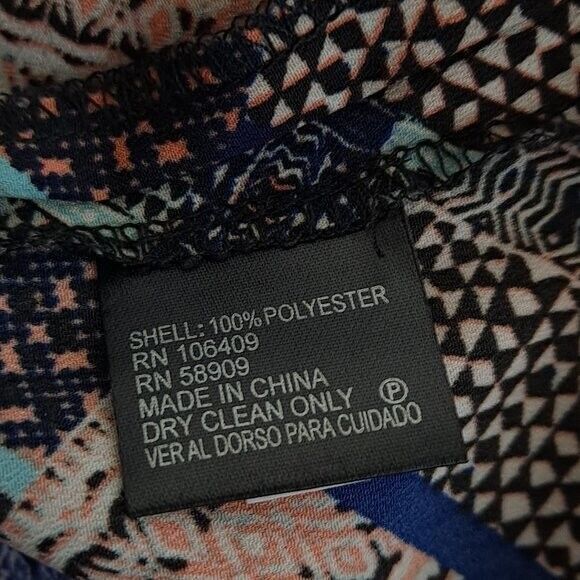 SHELL: 100% POLYESTER
RN 106409
RN 58909
MADE IN CHINA
DRY CLEAN ONLY P
VER AL DORSO PARA CUIDADO